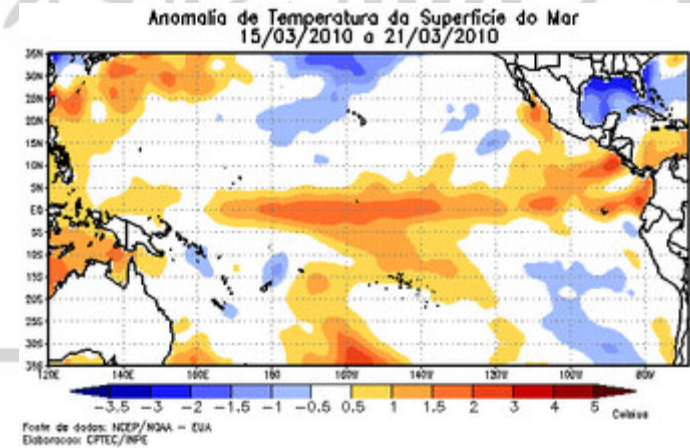 Anomalia de Temperatura da Superfície do Mar
15/03/2010 a 21/03/2010
35N
30N
25N
20N
15N
10N
5N
EQ
5S
10S
15S
20S
25S
30S
35S
120E 140E 160E 180 160W 140W 120W 100W 80W
-3.5 -3 -2 -1.5 -1 -0.5 0.5 1 1.5 2 3 4 5
Celsius
Fonte de dados: NCEP/NOAA - EUA
Elaboracao: CPTEC/INPE